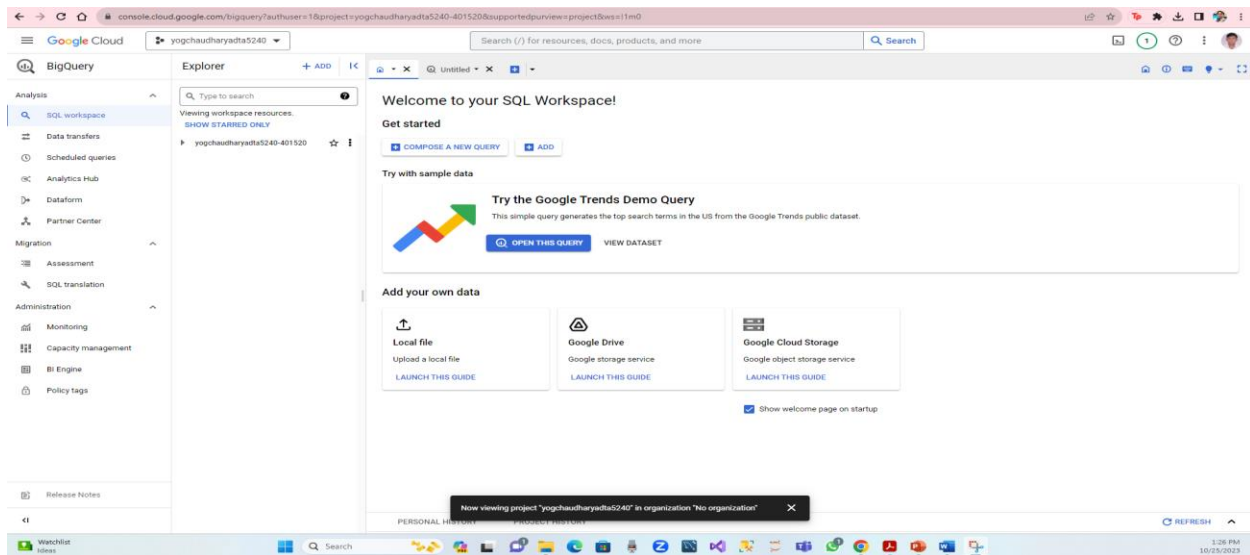 console.cloud.google.com/bigquery?authuser=1&project=yogchaudharyadta5240-401520&supportedpurview=project&ws=!1m0
Google Cloud
yogchaudharyadta5240
Search (/) for resources, docs, products, and more
Search
1
BigQuery
Explorer
+ ADD
Untitled
Analysis
SQL workspace
Data transfers
Scheduled queries
Analytics Hub
Dataform
Partner Center
Migration
Assessment
SQL translation
Administration
Monitoring
Capacity management
BI Engine
Policy tags
Release Notes
Type to search
Viewing workspace resources.
SHOW STARRED ONLY
yogchaudharyadta5240-401520
Welcome to your SQL Workspace!
Get started
COMPOSE A NEW QUERY
ADD
Try with sample data
Try the Google Trends Demo Query
This simple query generates the top search terms in the US from the Google Trends public dataset.
OPEN THIS QUERY
VIEW DATASET
Add your own data
Local file
Upload a local file
LAUNCH THIS GUIDE
Google Drive
Google storage service
LAUNCH THIS GUIDE
Google Cloud Storage
Google object storage service
LAUNCH THIS GUIDE
Show welcome page on startup
Now viewing project "yogchaudharyadta5240" in organization "No organization"
PERSONAL HISTORY
PROJECT HISTORY
REFRESH
Watchlist
Ideas
Search
1:26 PM
10/25/2023